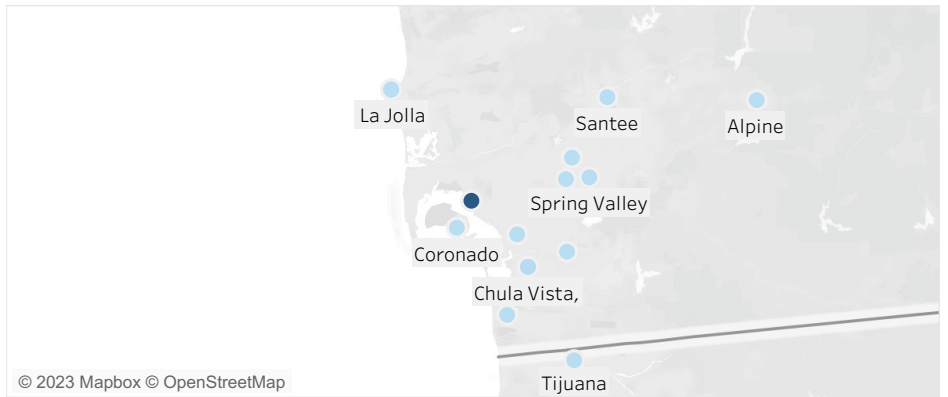 La Jolla
Santee
Alpine
Spring Valley
Coronado
Chula Vista,
© 2023 Mapbox © OpenStreetMap
Tijuana